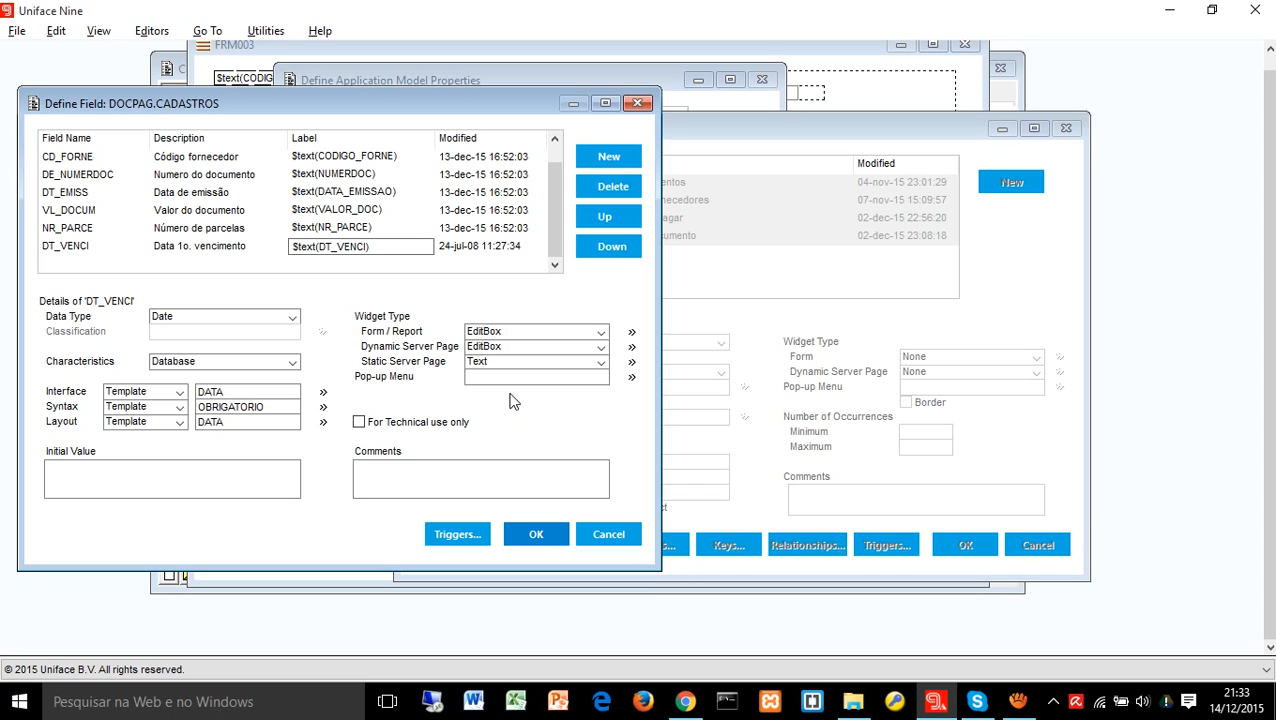 Uniface Nine
File Edit View Editors Go To Utilities Help
FRM003
$text(CODIG
Define Application Model Properties
Define Field: DOCPAG.CADASTROS
Field Name Description Label Modified
CD_FORNE Código fornecedor $text(CODIGO_FORNE) 13-dec-15 16:52:03
DE_NUMERDOC Numero do documento $text(NUMERDOC) 13-dec-15 16:52:03
DT_EMISS Data de emissão $text(DATA_EMISSAO) 13-dec-15 16:52:03
VL_DOCUM Valor do documento $text(VALOR_DOC) 13-dec-15 16:52:03
NR_PARCE Número de parcelas $text(NR_PARCE) 13-dec-15 16:52:03
DT_VENCI Data 1o. vencimento $text(DT_VENCI) 24-jul-08 11:27:34
New
Delete
Up
Down
Details of 'DT_VENCI'
Data Type Date
Classification
Characteristics Database
Interface Template DATA
Syntax Template OBRIGATORIO
Layout Template DATA
Widget Type
Form / Report EditBox
Dynamic Server Page EditBox
Static Server Page Text
Pop-up Menu
For Technical use only
Initial Value
Comments
Triggers... OK Cancel
Modified
entos 04-nov-15 23:01:29
necedores 07-nov-15 15:09:57
agar 02-dec-15 22:56:20
umento 02-dec-15 23:08:18
New
Widget Type
Form None
Dynamic Server Page None
Pop-up Menu
Border
Number of Occurrences
Minimum
Maximum
Comments
s... Keys... Relationships... Triggers... OK Cancel
© 2015 Uniface B.V. All rights reserved.
Pesquisar na Web e no Windows
21:33
14/12/2015